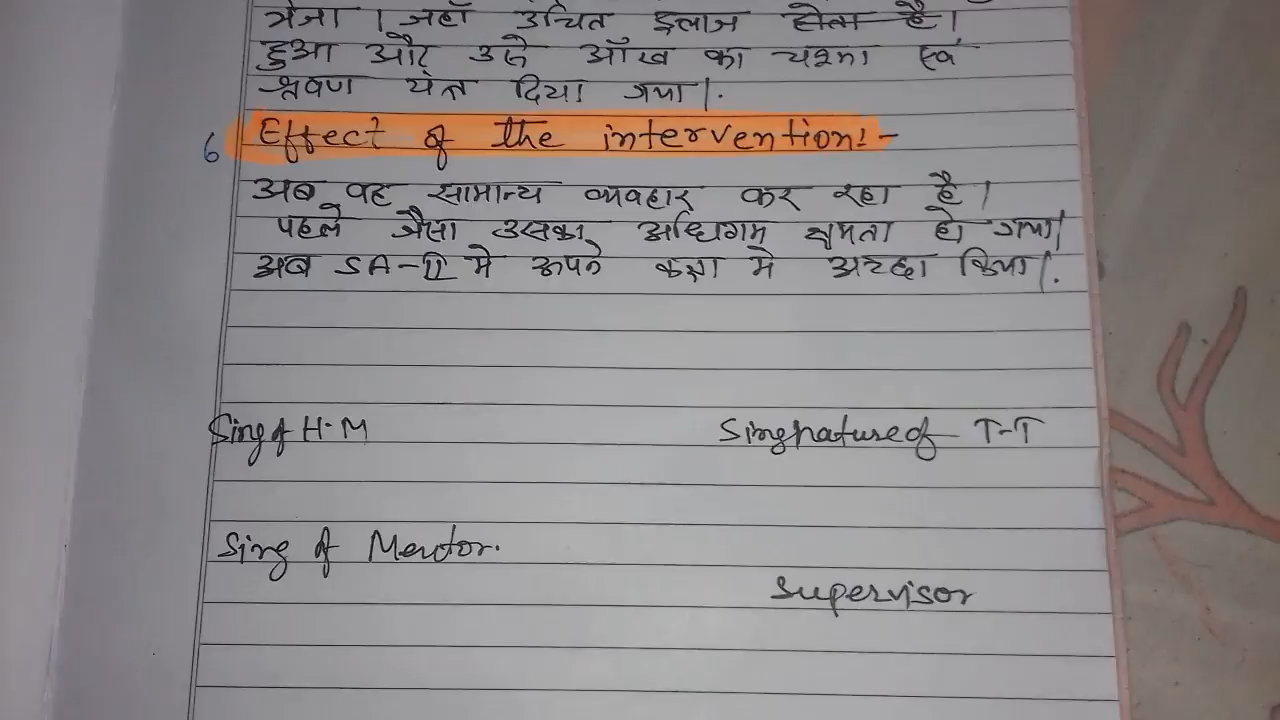 भेजा । जहाँ उचित इलाज होता है।
हुआ और उसे आँख का चश्मा एवं
श्रवण यंत्र दिया गया।.
6 Effect of the intervention:-
अब वह सामान्य व्यवहार कर रहा है ।
पहले जैसा उसका अधिगम क्षमता हो गया।
अब SA-II मे अपने कक्षा मे अच्छा किया।.
Sing of H.M Singnature of T-T
Sing of Mentor.
Supervisor